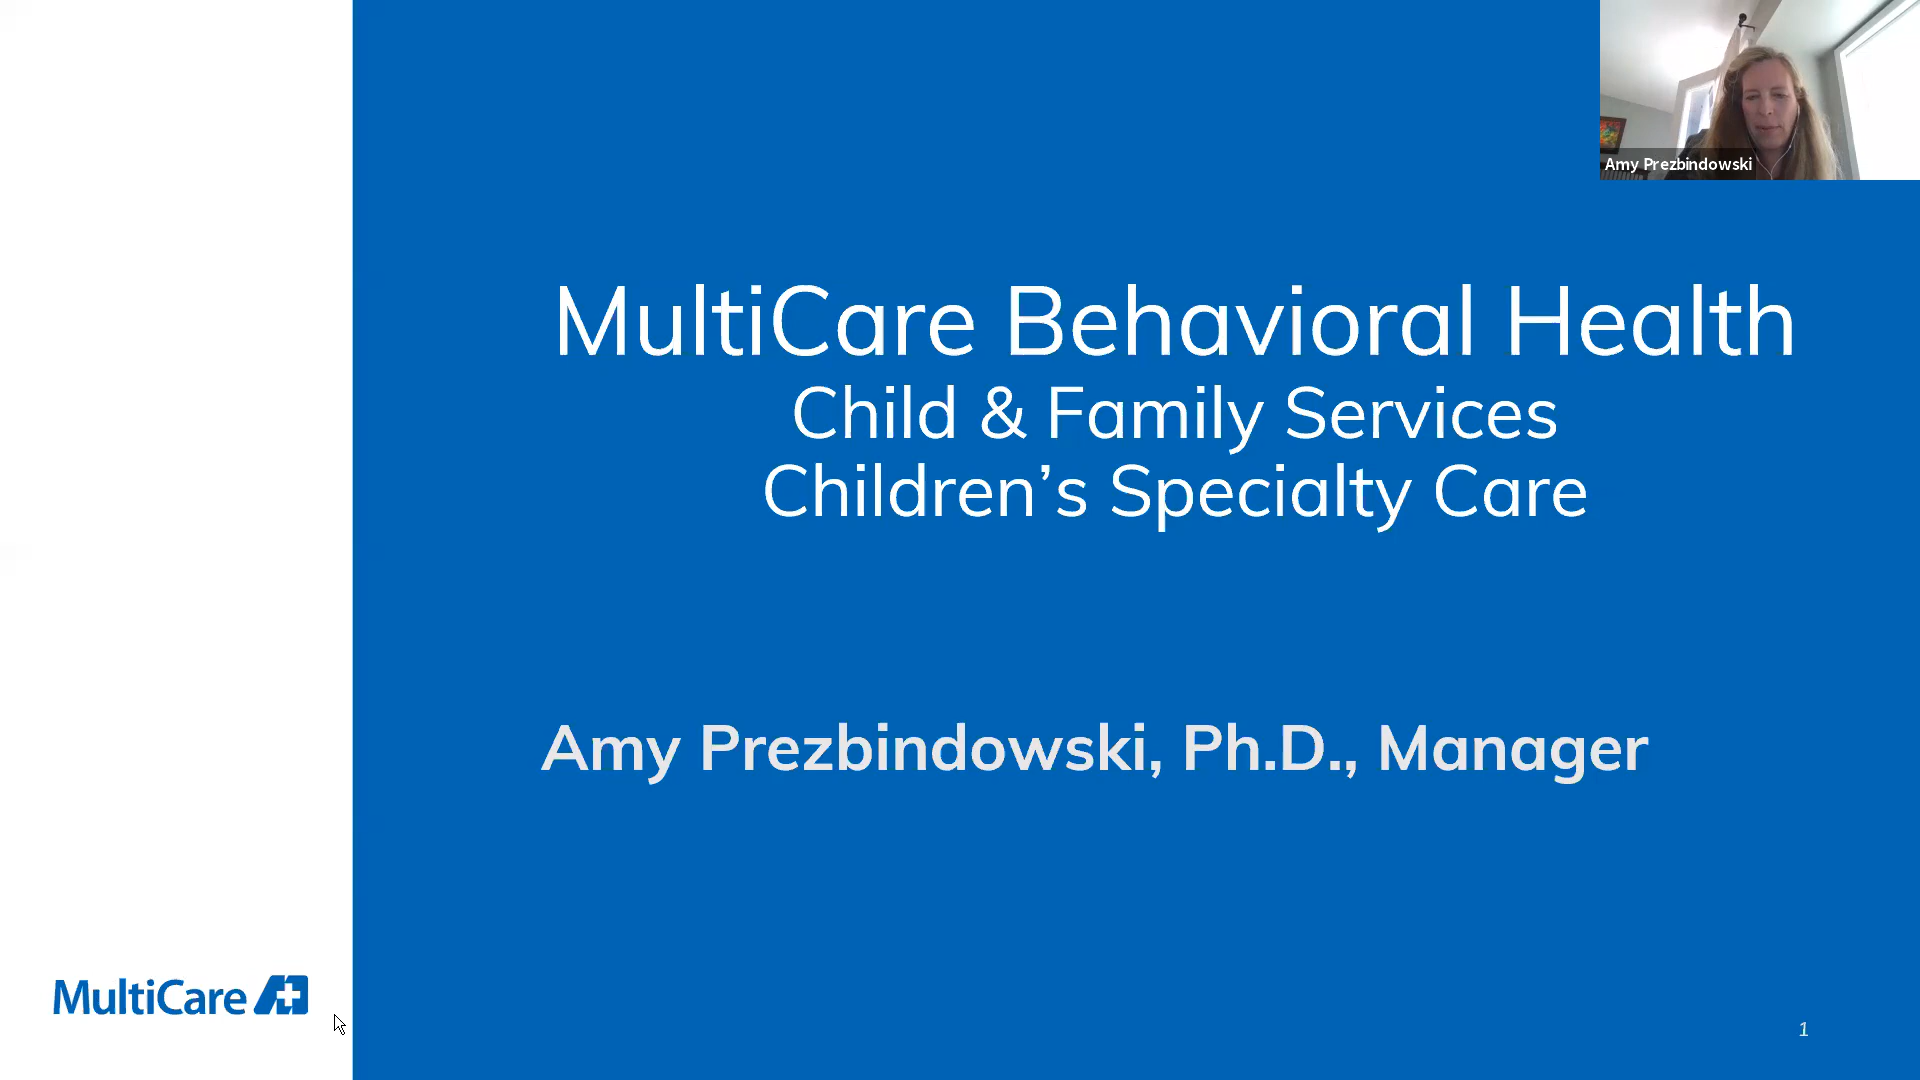 Amy Prezbindowski
MultiCare Behavioral Health
Child & Family Services
Children’s Specialty Care
Amy Prezbindowski, Ph.D., Manager
MultiCare
1